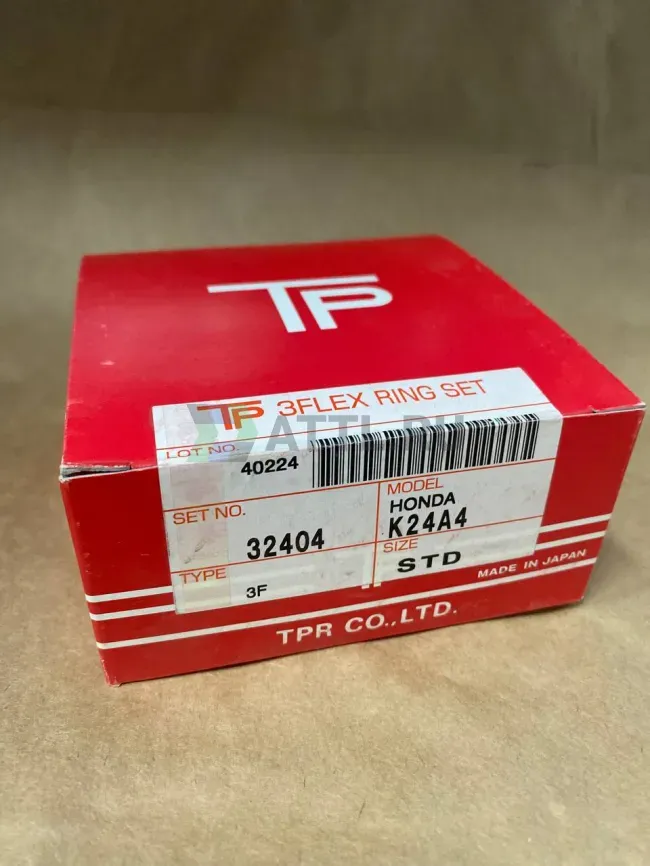 TP
TP 3FLEX RING SET
LOT NO.
40224
SET NO.
32404
MODEL
HONDA
K24A4
TYPE
3F
SIZE
STD
MADE IN JAPAN
TPR CO.,LTD.